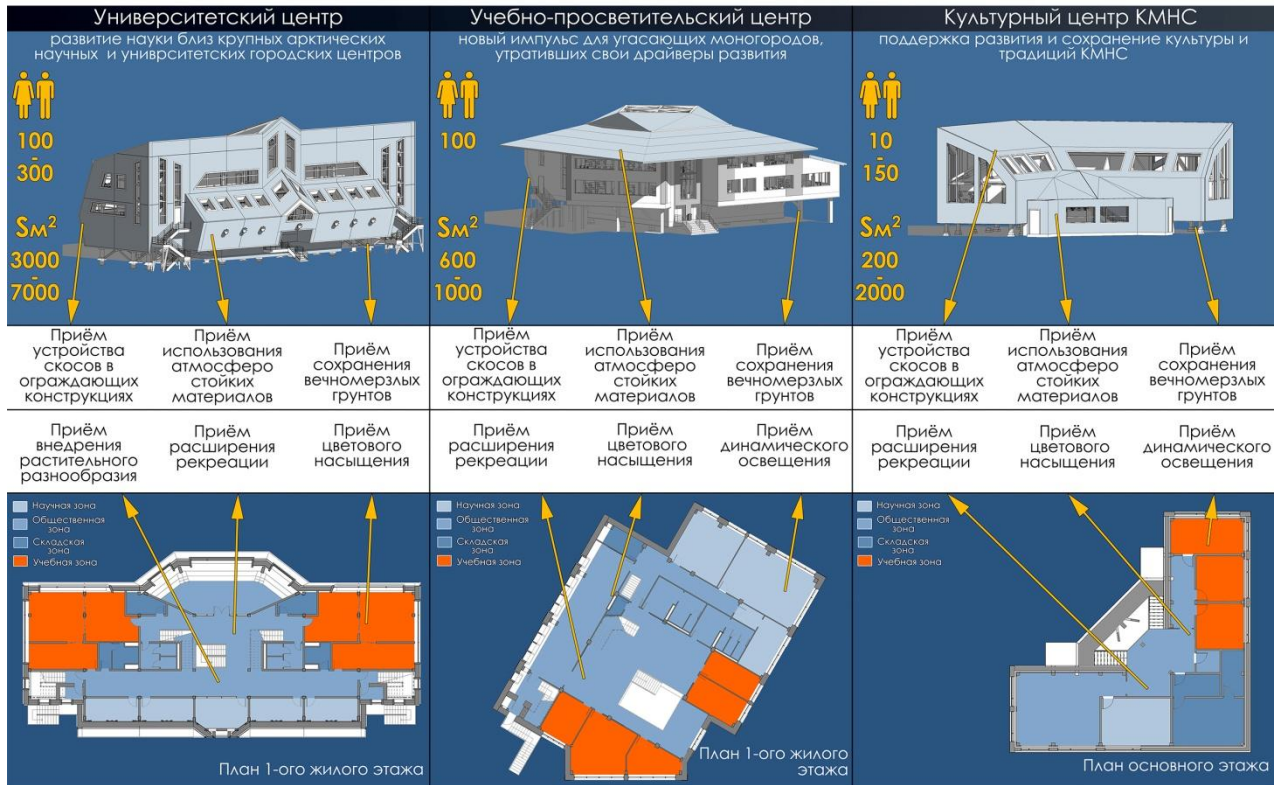 Университетский центр
развитие науки близ крупных арктических
научных и униврситетских городских центров
100
-
300
Sм²
3000
-
7000
Приём
устройства
скосов в
ограждающих
конструкциях
Приём
использования
атмосферо
стойких
материалов
Приём
сохранения
вечномерзлых
грунтов
Приём
внедрения
растительного
разнообразия
Приём
расширения
рекреации
Приём
цветового
насыщения
Научная зона
Общественная
зона
Складская
зона
Учебная зона
План 1-ого жилого этажа
Учебно-просветительский центр
новый импульс для угасающих моногородов,
утративших свои драйверы развития
100
Sм²
600
-
1000
Приём
устройства
скосов в
ограждающих
конструкциях
Приём
использования
атмосферо
стойких
материалов
Приём
сохранения
вечномерзлых
грунтов
Приём
расширения
рекреации
Приём
цветового
насыщения
Приём
динамического
освещения
Научная зона
Общественная
зона
Складская
зона
Учебная зона
План 1-ого жилого
этажа
Культурный центр КМНС
поддержка развития и сохранение культуры и
традиций КМНС
10
-
150
Sм²
200
-
2000
Приём
устройства
скосов в
ограждающих
конструкциях
Приём
использования
атмосферо
стойких
материалов
Приём
сохранения
вечномерзлых
грунтов
Приём
расширения
рекреации
Приём
цветового
насыщения
Приём
динамического
освещения
Научная зона
Общественная
зона
Складская
зона
Учебная зона
План основного этажа